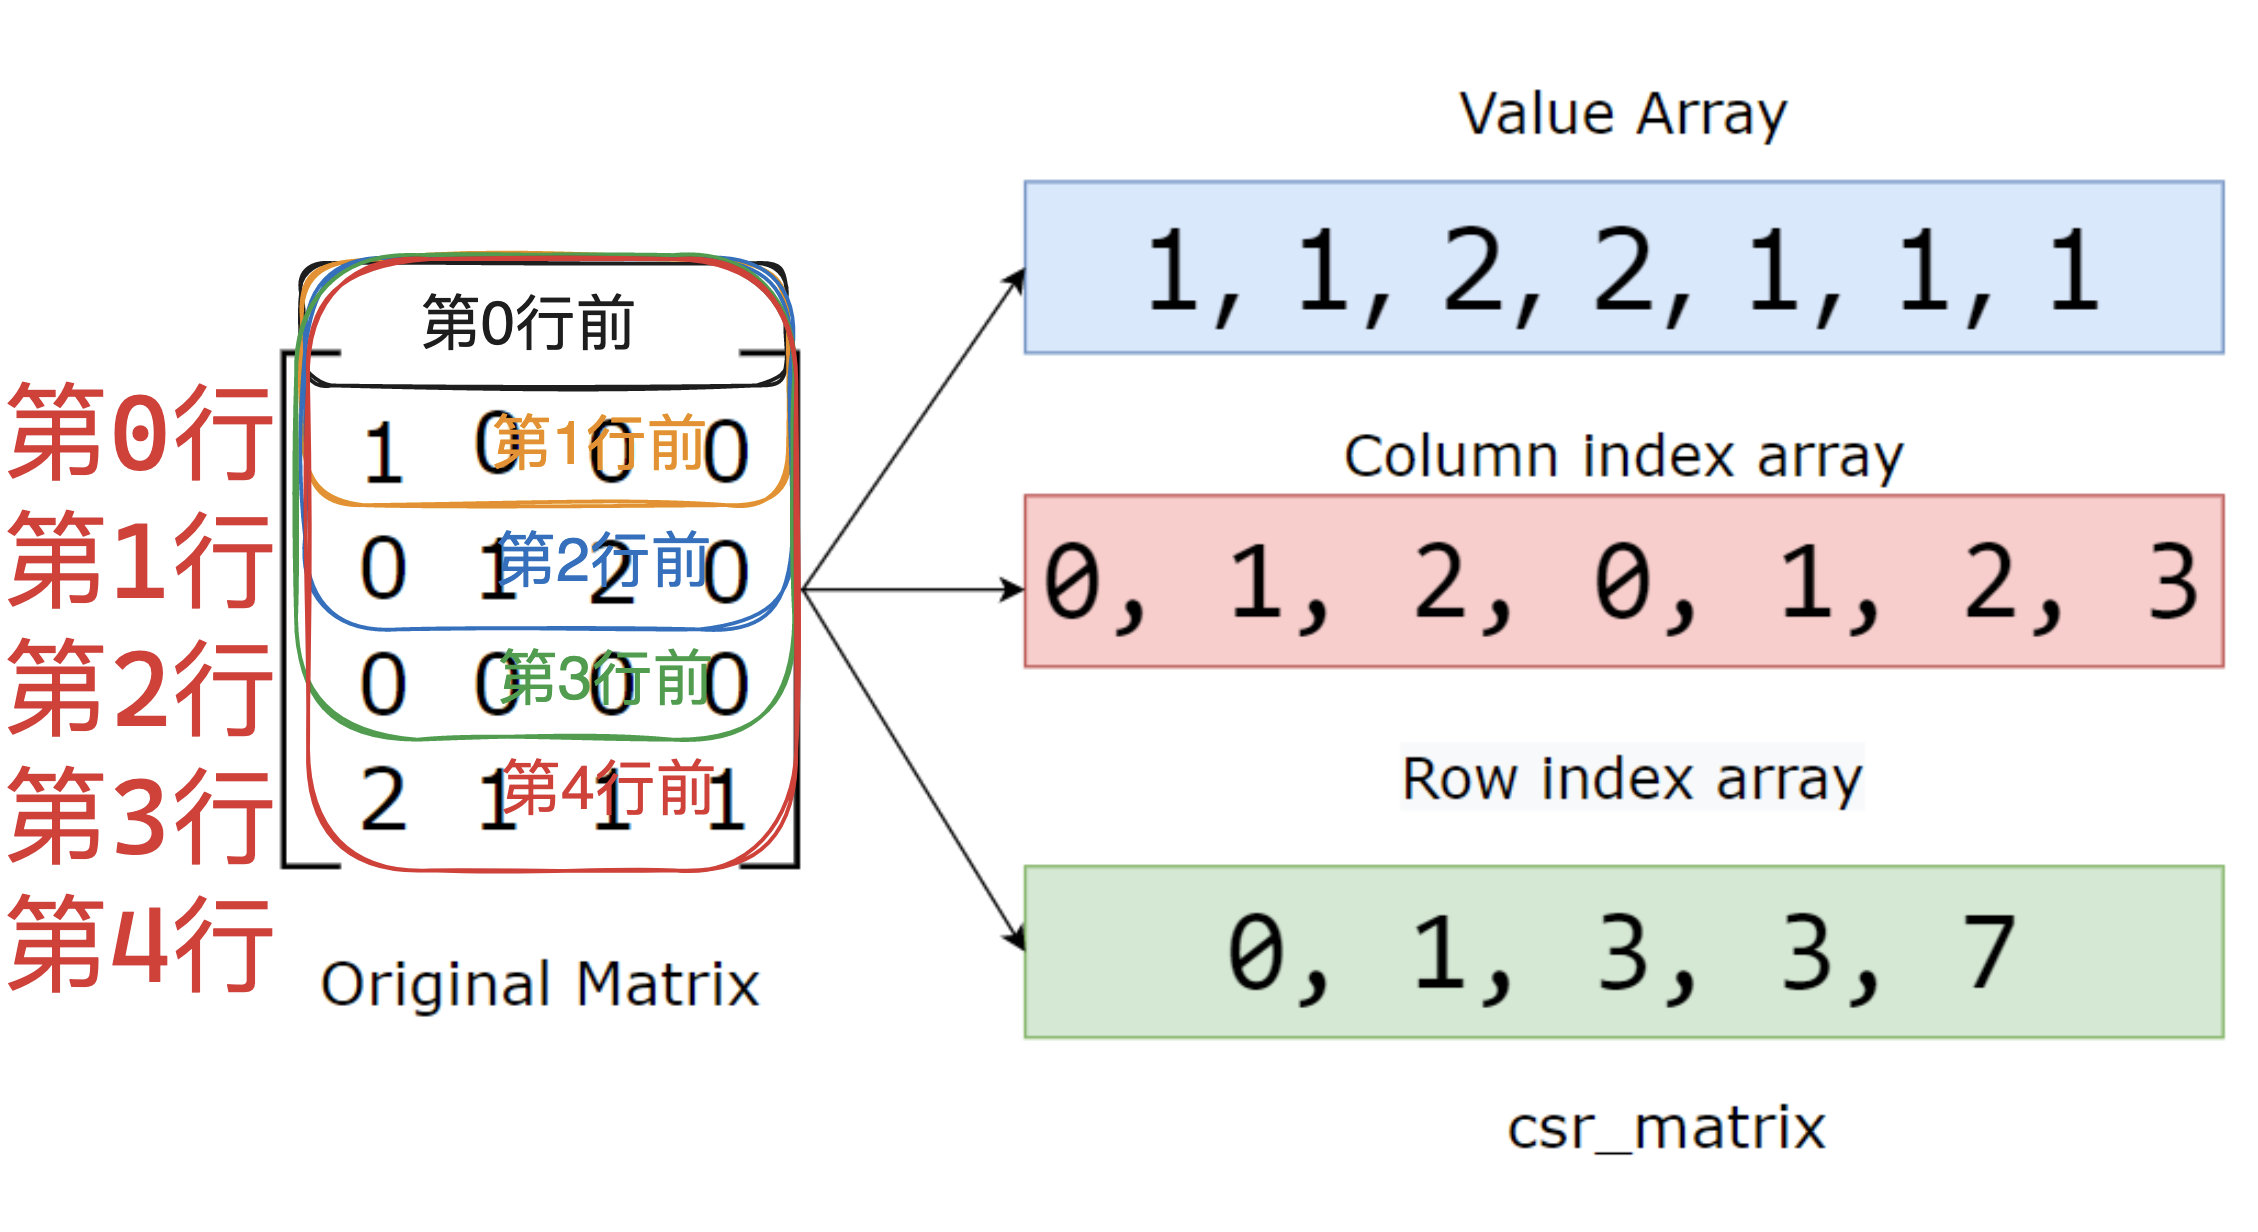 第0行前
第0行
1 0 0 0
第1行前
第1行
0 1 2 0
第2行前
第2行
0 0 0 0
第3行前
第3行
2 1 1 1
第4行前
第4行
Original Matrix
Value Array
1, 1, 2, 2, 1, 1, 1
Column index array
0, 1, 2, 0, 1, 2, 3
Row index array
0, 1, 3, 3, 7
csr_matrix